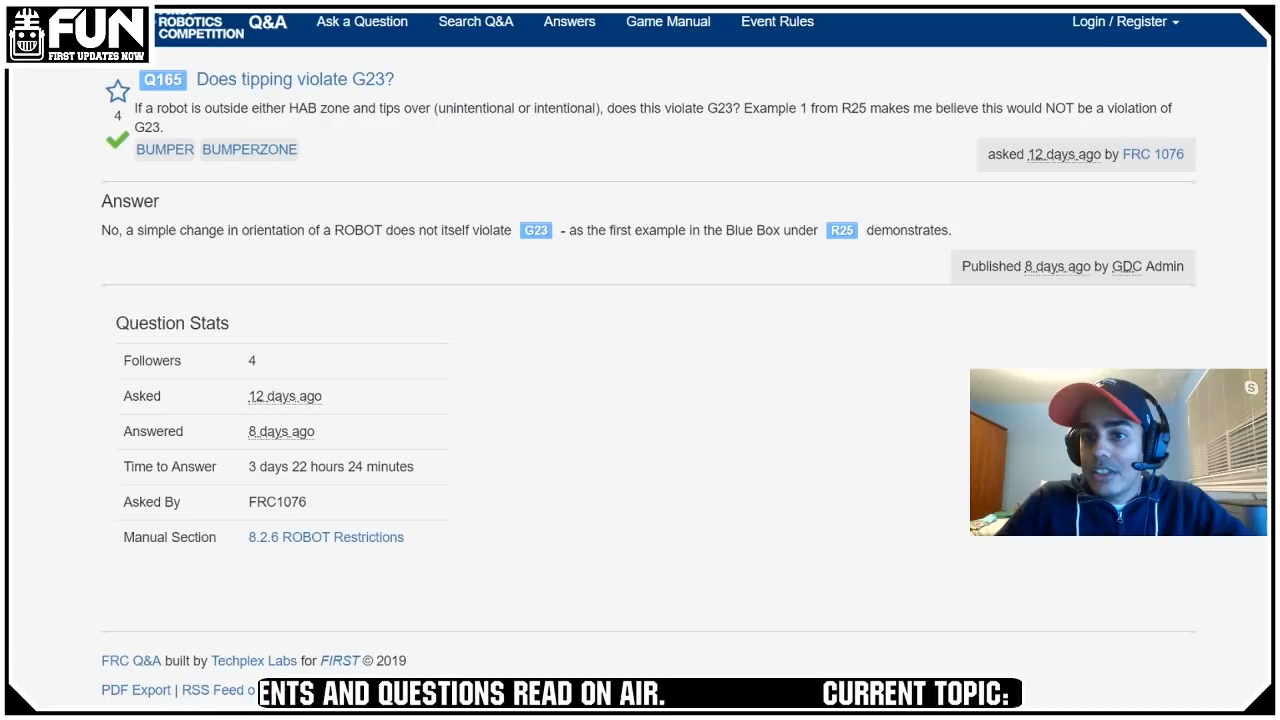 FUN
FIRST UPDATES NOW
ROBOTICS
COMPETITION
Q&A
Ask a Question
Search Q&A
Answers
Game Manual
Event Rules
Login / Register
Q165 Does tipping violate G23?
If a robot is outside either HAB zone and tips over (unintentional or intentional), does this violate G23? Example 1 from R25 makes me believe this would NOT be a violation of
G23.
4
BUMPER BUMPERZONE
asked 12 days ago by FRC 1076
Answer
No, a simple change in orientation of a ROBOT does not itself violate G23 - as the first example in the Blue Box under R25 demonstrates.
Published 8 days ago by GDC Admin
Question Stats
Followers 4
Asked 12 days ago
Answered 8 days ago
Time to Answer 3 days 22 hours 24 minutes
Asked By FRC1076
Manual Section 8.2.6 ROBOT Restrictions
FRC Q&A built by Techplex Labs for FIRST © 2019
PDF Export | RSS Feed o
ENTS AND QUESTIONS READ ON AIR. CURRENT TOPIC: